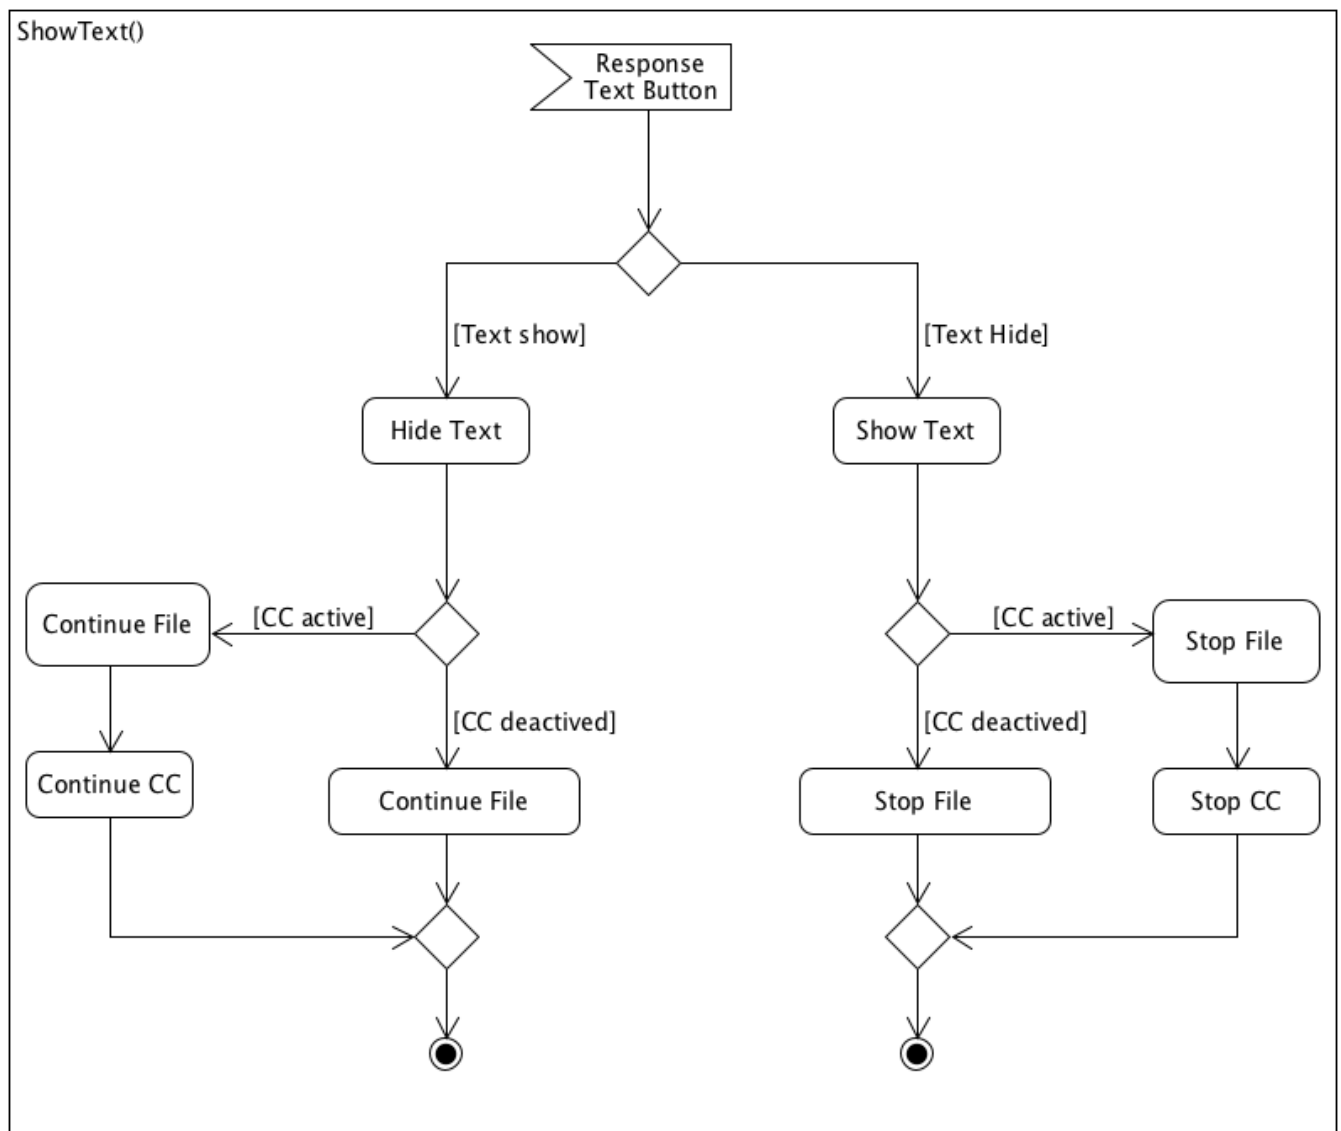 ShowText()
Response
Text Button
[Text show]
[Text Hide]
Hide Text
Show Text
Continue File
[CC active]
[CC active]
Stop File
[CC deactived]
[CC deactived]
Continue CC
Continue File
Stop File
Stop CC